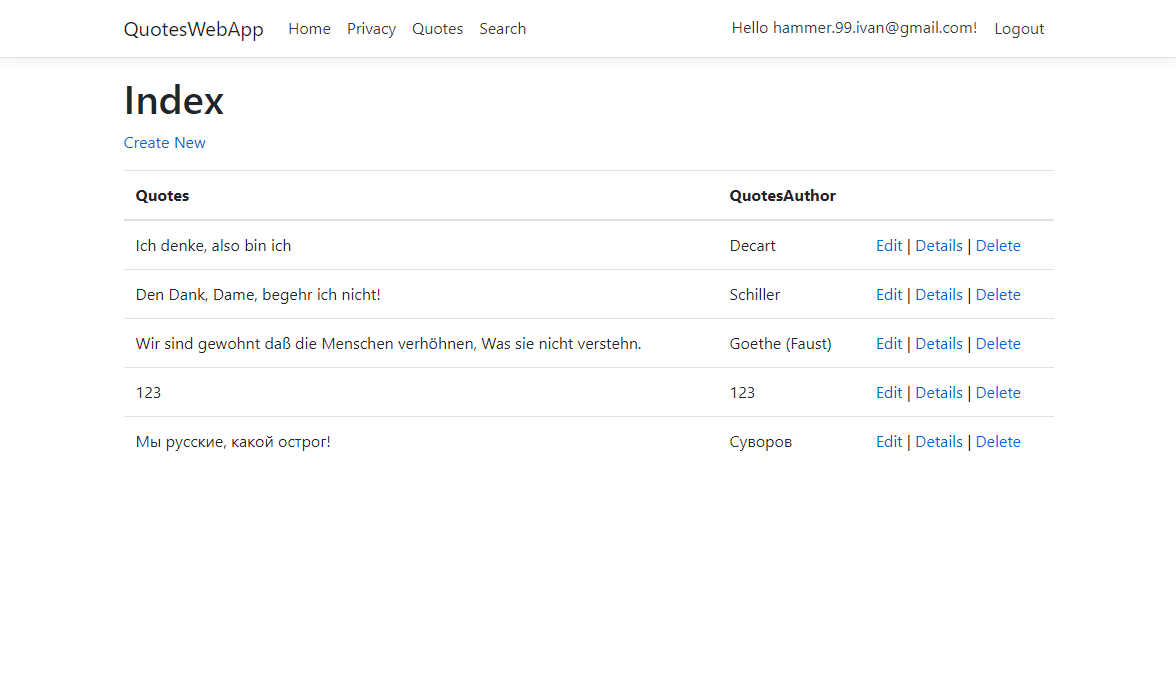 QuotesWebApp Home Privacy Quotes Search Hello hammer.99.ivan@gmail.com! Logout
Index
Create New
Quotes QuotesAuthor
Ich denke, also bin ich Decart Edit | Details | Delete
Den Dank, Dame, begehr ich nicht! Schiller Edit | Details | Delete
Wir sind gewohnt daß die Menschen verhöhnen, Was sie nicht verstehn. Goethe (Faust) Edit | Details | Delete
123 123 Edit | Details | Delete
Мы русские, какой острог! Суворов Edit | Details | Delete